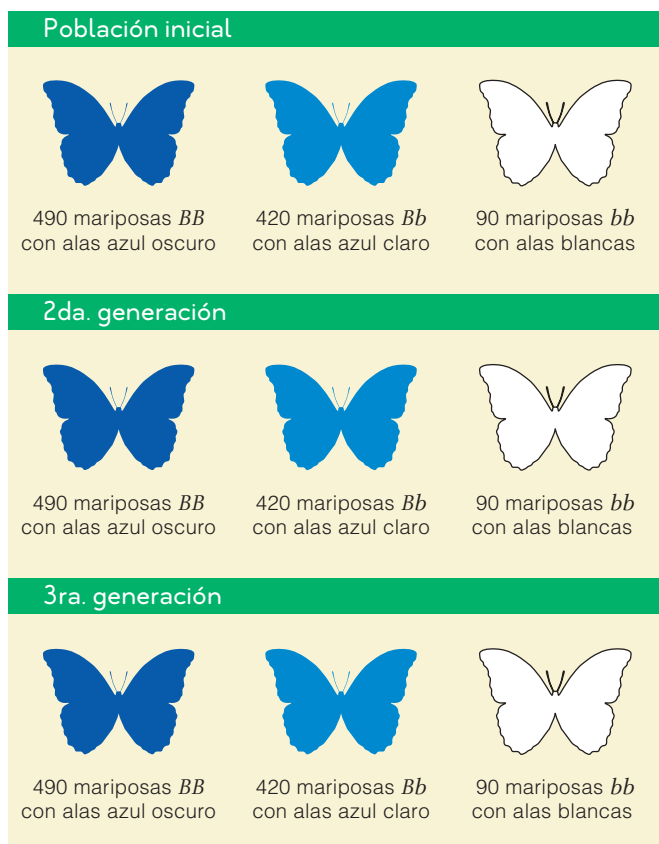 Población inicial
490 mariposas BB
con alas azul oscuro
420 mariposas Bb
con alas azul claro
90 mariposas bb
con alas blancas
2da. generación
490 mariposas BB
con alas azul oscuro
420 mariposas Bb
con alas azul claro
90 mariposas bb
con alas blancas
3ra. generación
490 mariposas BB
con alas azul oscuro
420 mariposas Bb
con alas azul claro
90 mariposas bb
con alas blancas